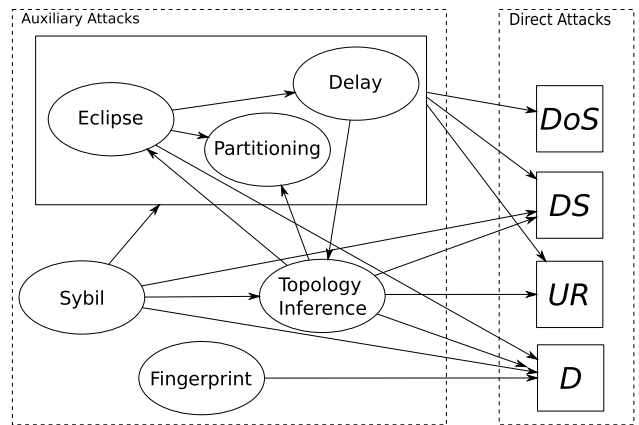 Auxiliary Attacks
Direct Attacks
Delay
Eclipse
Partitioning
DoS
DS
Sybil
Topology
Inference
UR
Fingerprint
D